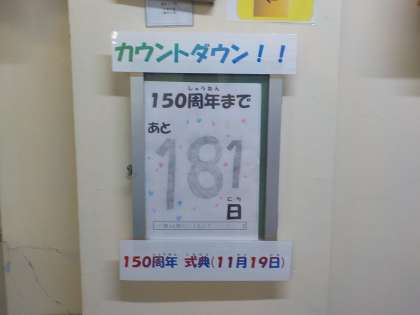 カウントダウン！！
しゅうねん
150周年まで
あと
181
にち
日
150周年 式典(11月19日)